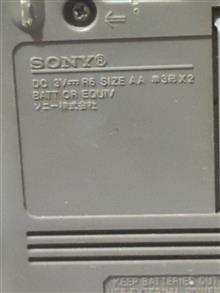 SONY®
DC 3V⎓ R6 SIZE AA 単3形X2
BATT OR EQUIV
ソニー株式会社
KEEP BATTERIES OUT